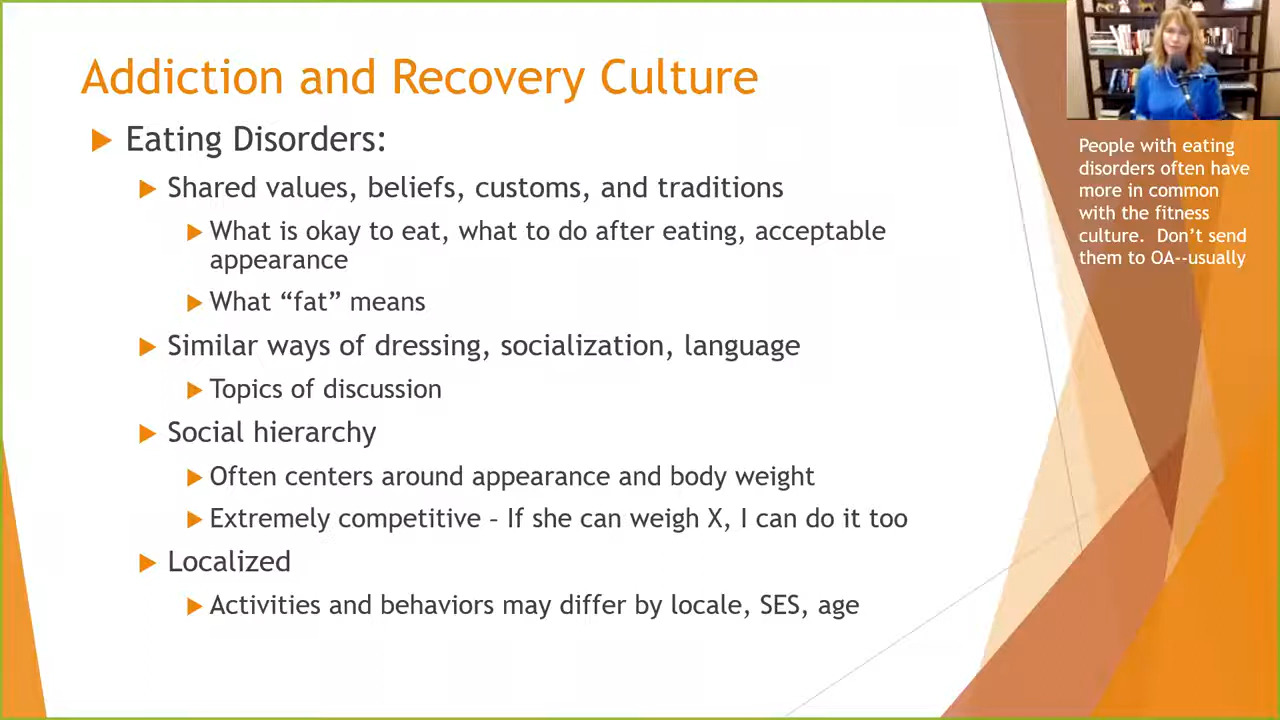 Addiction and Recovery Culture
Eating Disorders:
Shared values, beliefs, customs, and traditions
What is okay to eat, what to do after eating, acceptable
appearance
What “fat” means
Similar ways of dressing, socialization, language
Topics of discussion
Social hierarchy
Often centers around appearance and body weight
Extremely competitive – If she can weigh X, I can do it too
Localized
Activities and behaviors may differ by locale, SES, age
People with eating
disorders often have
more in common
with the fitness
culture.  Don’t send
them to OA--usually